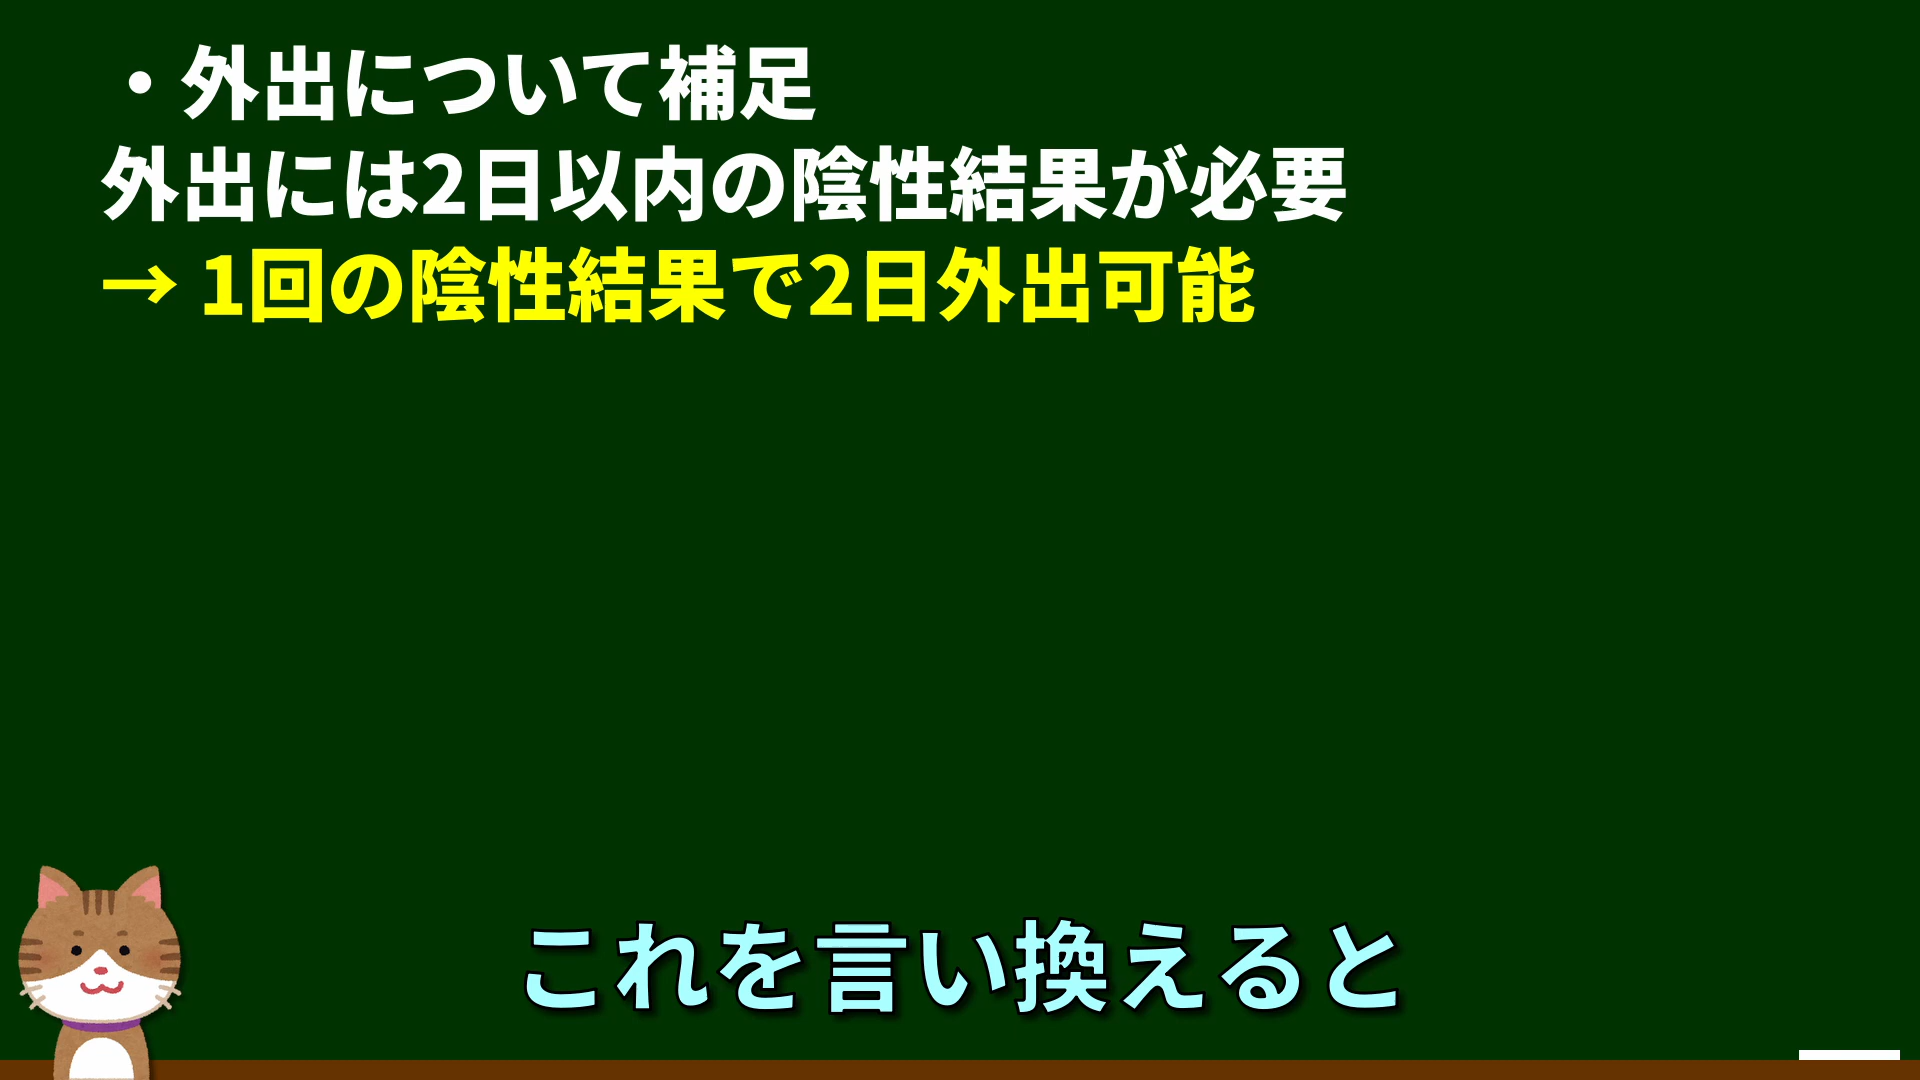 ・外出について補足
外出には2日以内の陰性結果が必要
→ 1回の陰性結果で2日外出可能
これを言い換えると